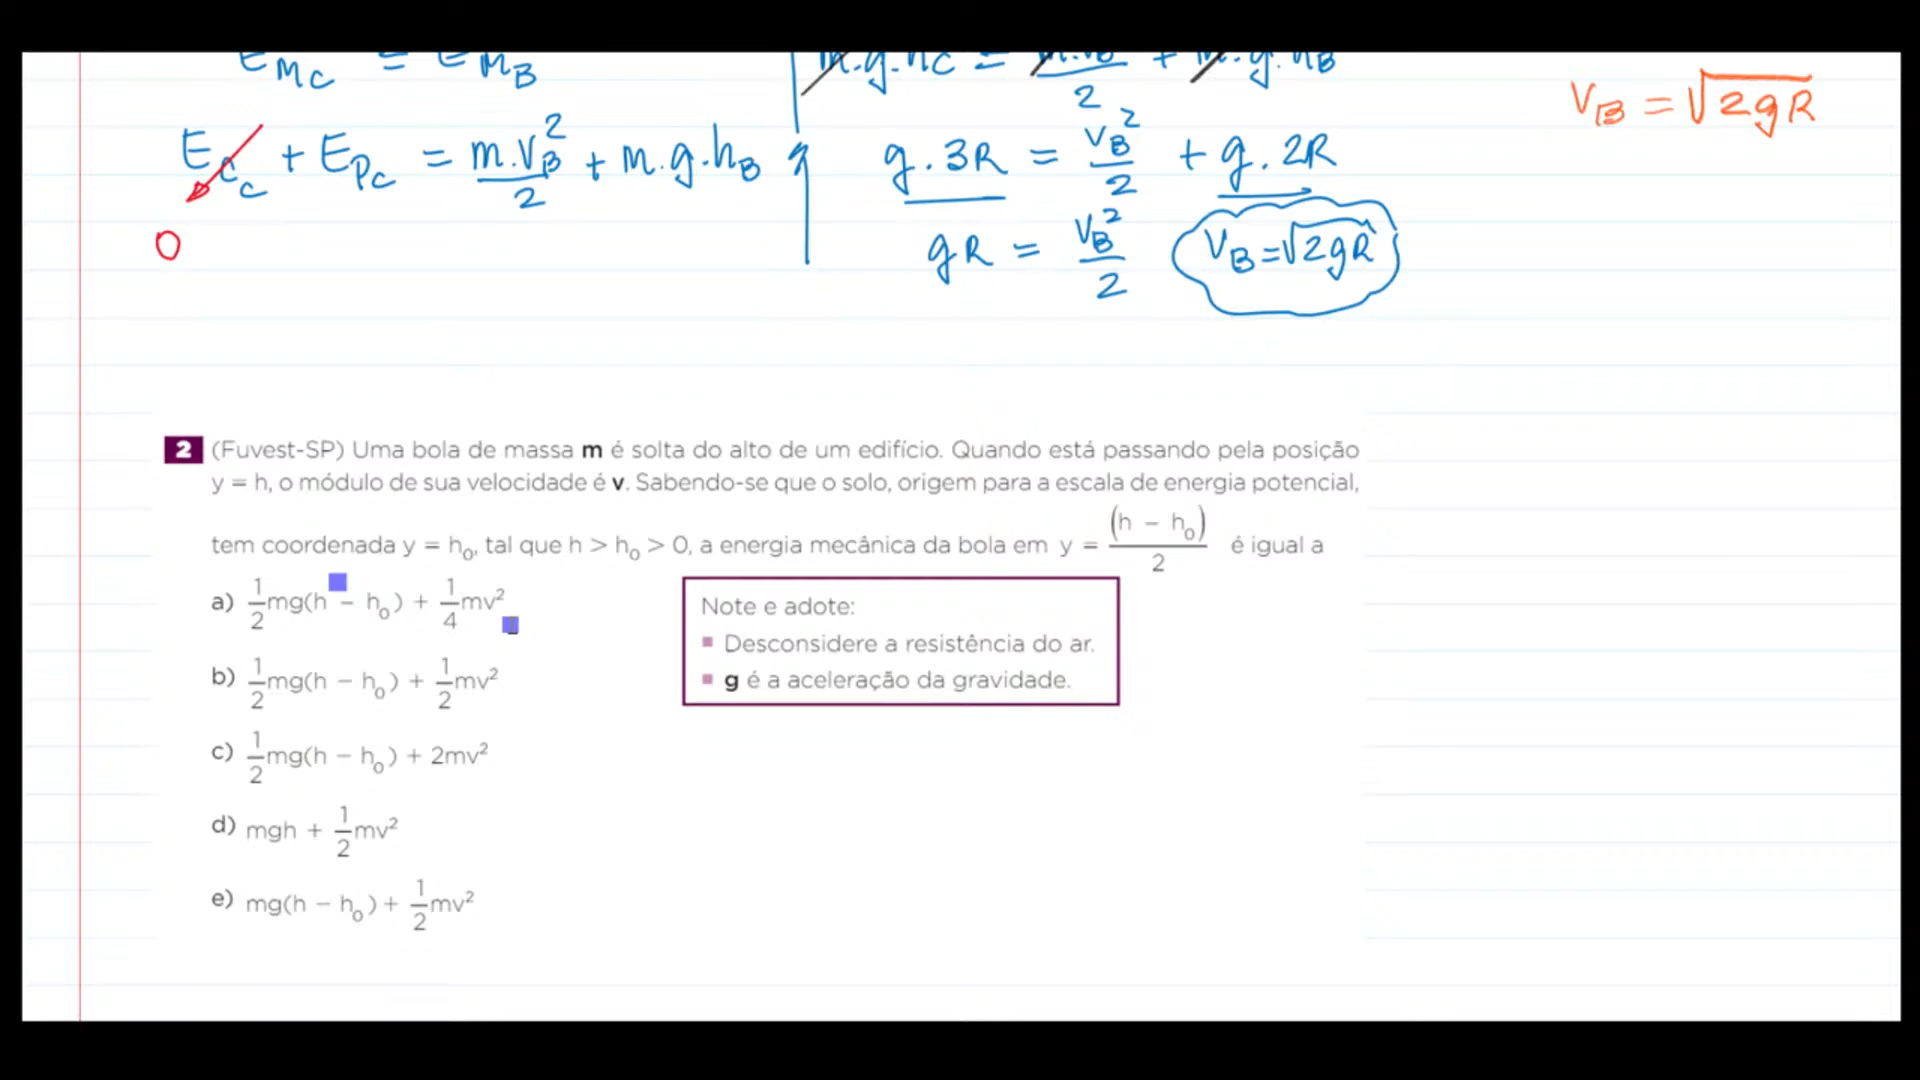 E_{M_C} = E_{M_B}
m.g.h_C = m.v_B/2 + m.g.h_B
V_B = √2gR
E_{C_C} + E_{P_C} = m.v_B²/2 + m.g.h_B
g.3R = v_B²/2 + g.2R
0
gR = v_B²/2 V_B=√2gR
2 (Fuvest-SP) Uma bola de massa m é solta do alto de um edifício. Quando está passando pela posição
y = h, o módulo de sua velocidade é v. Sabendo-se que o solo, origem para a escala de energia potencial,
tem coordenada y = h₀, tal que h > h₀ > 0, a energia mecânica da bola em y = (h − h₀)/2 é igual a
a) 1/2 mg(h − h₀) + 1/4 mv²
b) 1/2 mg(h − h₀) + 1/2 mv²
c) 1/2 mg(h − h₀) + 2mv²
d) mgh + 1/2 mv²
e) mg(h − h₀) + 1/2 mv²
Note e adote:
Desconsidere a resistência do ar.
g é a aceleração da gravidade.